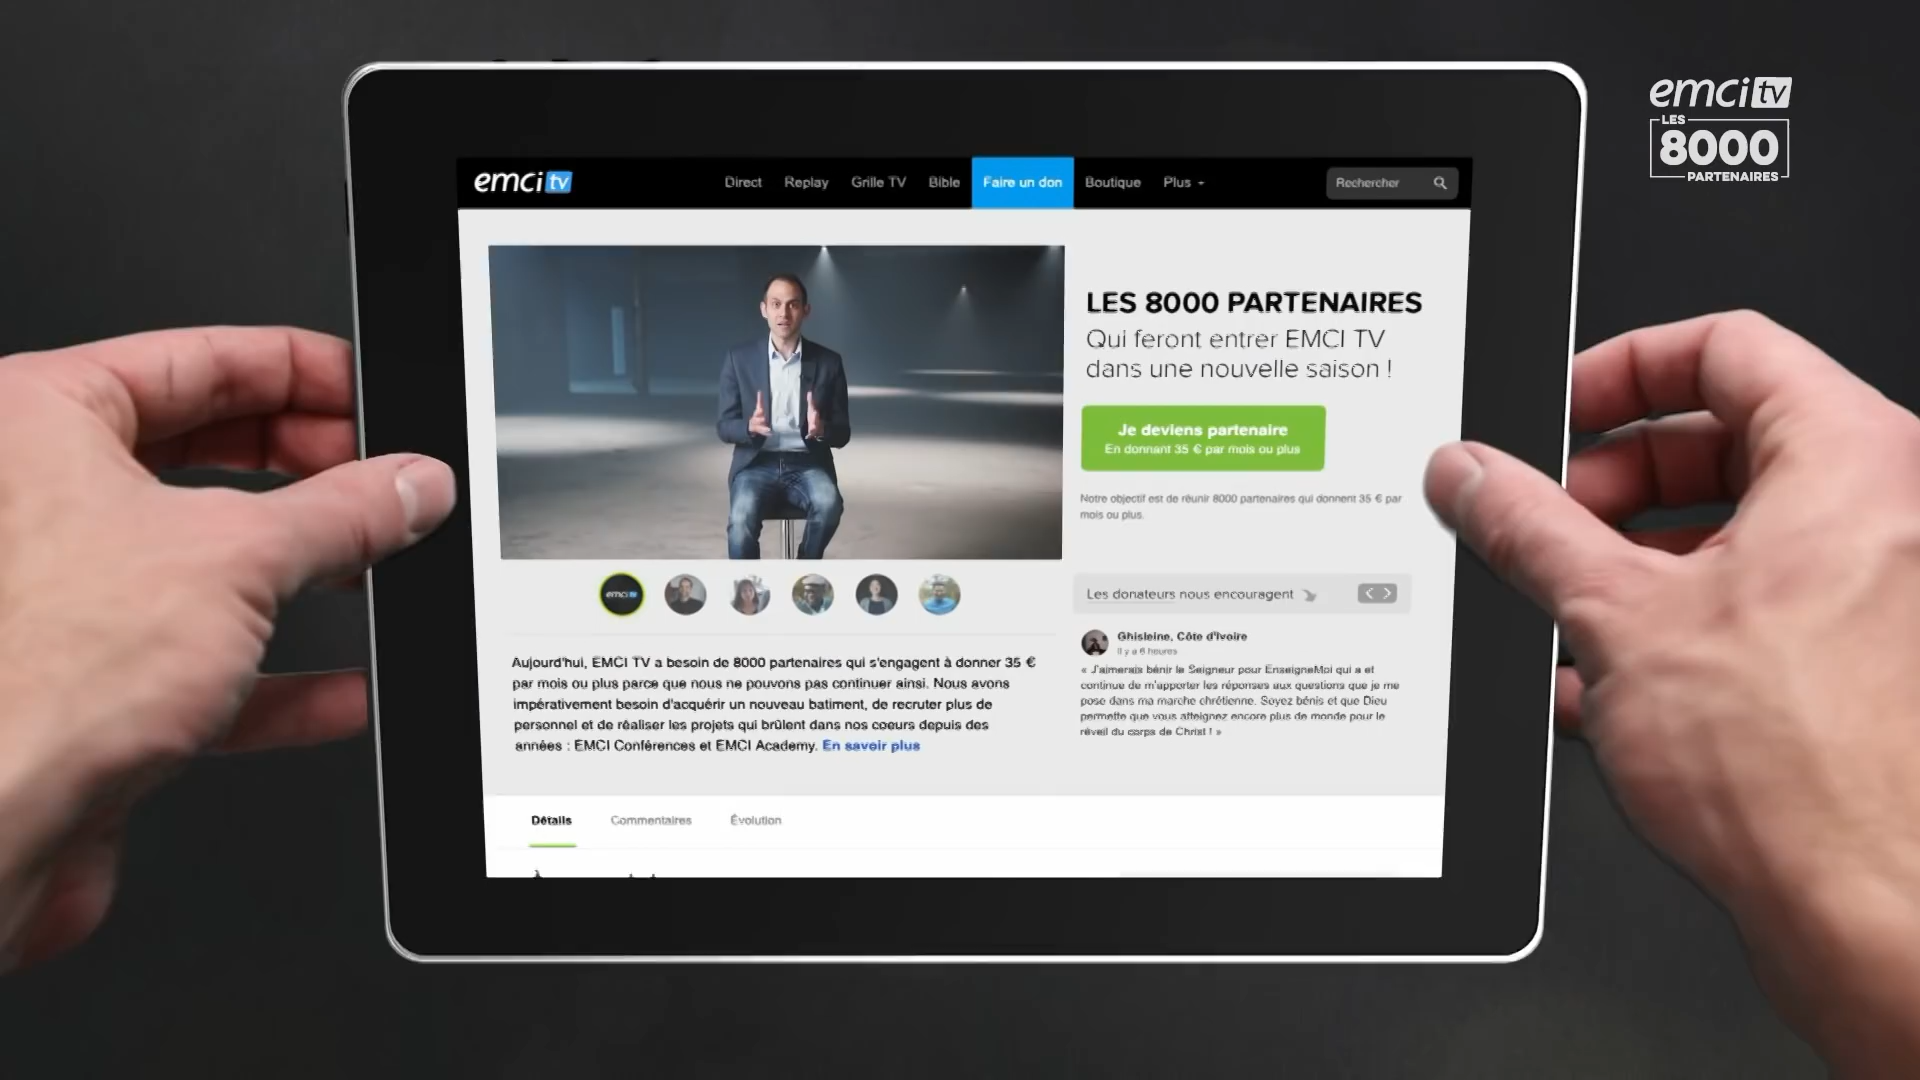 emci tv
LES
8000
PARTENAIRES
emci tv
Direct Replay Grille TV Bible Faire un don Boutique Plus
Rechercher
LES 8000 PARTENAIRES
Qui feront entrer EMCI TV
dans une nouvelle saison !
Je deviens partenaire
En donnant 35 € par mois ou plus
Notre objectif est de réunir 8000 partenaires qui donnent 35 € par
mois ou plus.
emci tv
Aujourd'hui, EMCI TV a besoin de 8000 partenaires qui s'engagent à donner 35 €
par mois ou plus parce que nous ne pouvons pas continuer ainsi. Nous avons
impérativement besoin d'acquérir un nouveau batiment, de recruter plus de
personnel et de réaliser les projets qui brûlent dans nos coeurs depuis des
années : EMCI Conférences et EMCI Academy. En savoir plus
Les donateurs nous encouragent
Ghisleine, Côte d'Ivoire
Il y a 6 heures
« J'aimerais bénir le Seigneur pour EnseigneMoi qui a et
continue de m'apporter les réponses aux questions que je me
pose dans ma marche chrétienne. Soyez bénis et que Dieu
permette que vous atteignez encore plus de monde pour le
réveil du corps de Christ ! »
Détails Commentaires Évolution